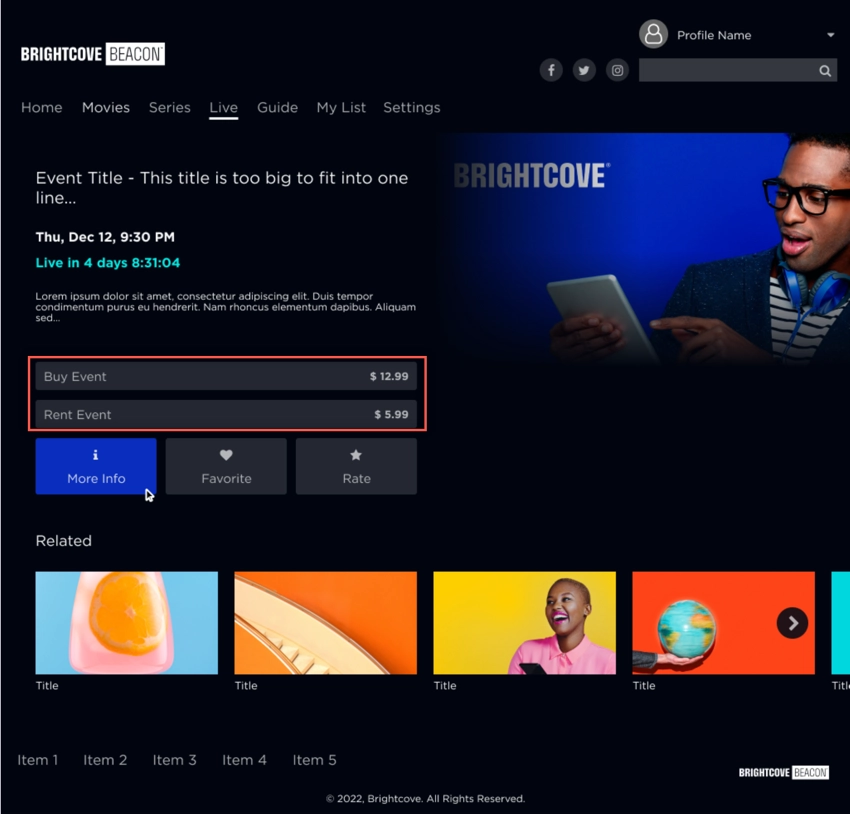 Profile Name
BRIGHTCOVE BEACON
Home Movies Series Live Guide My List Settings
BRIGHTCOVE®
Event Title - This title is too big to fit into one
line...
Thu, Dec 12, 9:30 PM
Live in 4 days 8:31:04
Lorem ipsum dolor sit amet, consectetur adipiscing elit. Duis tempor
condimentum purus eu hendrerit. Nam rhoncus elementum dapibus. Aliquam
sed...
Buy Event $ 12.99
Rent Event $ 5.99
More Info Favorite Rate
Related
Title Title Title Title Titl
Item 1 Item 2 Item 3 Item 4 Item 5
BRIGHTCOVE BEACON
© 2022, Brightcove. All Rights Reserved.